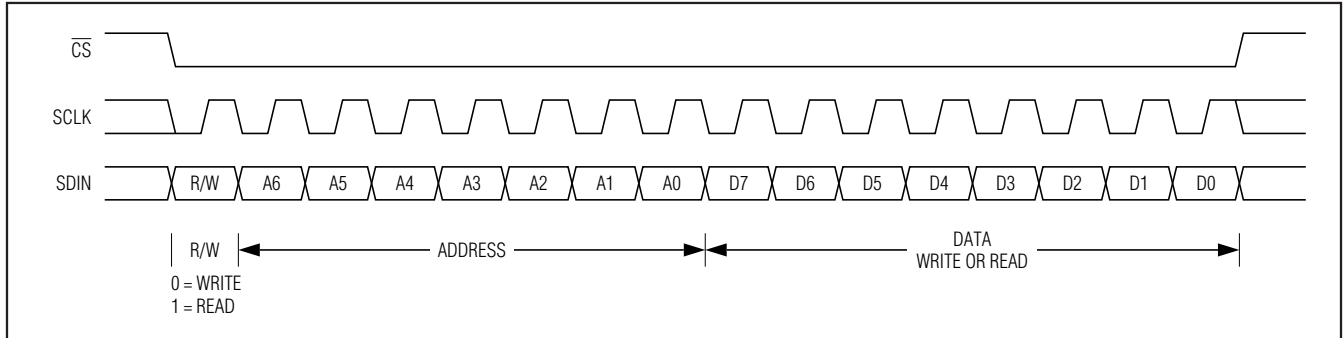 C̅S̅
SCLK
SDIN R/W A6 A5 A4 A3 A2 A1 A0 D7 D6 D5 D4 D3 D2 D1 D0
R/W ADDRESS DATA
WRITE OR READ
0 = WRITE
1 = READ